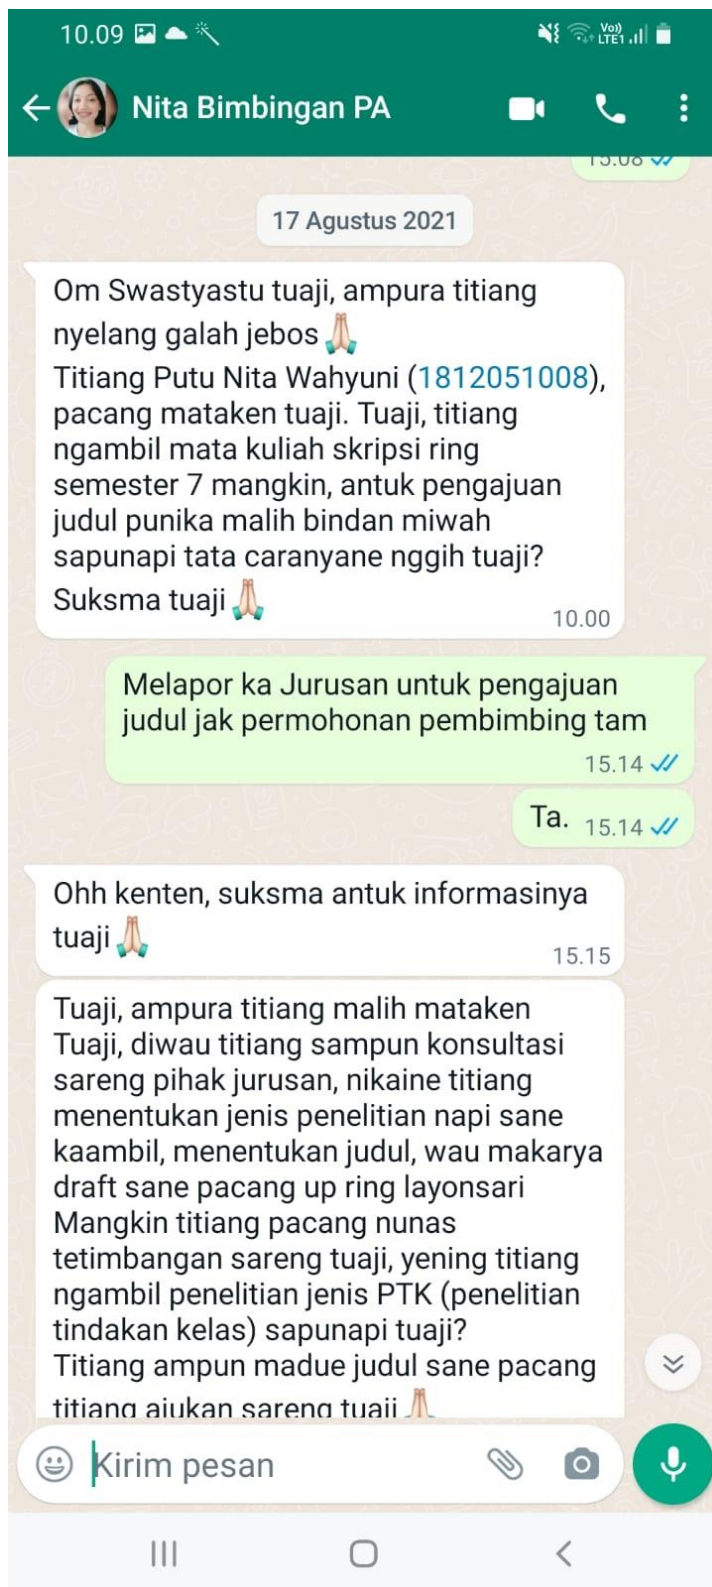 10.09
Vo))
LTE1
Nita Bimbingan PA
15.08
17 Agustus 2021
Om Swastyastu tuaji, ampura titiang
nyelang galah jebos 🙏
Titiang Putu Nita Wahyuni (1812051008),
pacang mataken tuaji. Tuaji, titiang
ngambil mata kuliah skripsi ring
semester 7 mangkin, antuk pengajuan
judul punika malih bindan miwah
sapunapi tata caranyane nggih tuaji?
Suksma tuaji 🙏
10.00
Melapor ka Jurusan untuk pengajuan
judul jak permohonan pembimbing tam
15.14
Ta. 15.14
Ohh kenten, suksma antuk informasinya
tuaji 🙏
15.15
Tuaji, ampura titiang malih mataken
Tuaji, diwau titiang sampun konsultasi
sareng pihak jurusan, nikaine titiang
menentukan jenis penelitian napi sane
kaambil, menentukan judul, wau makarya
draft sane pacang up ring layonsari
Mangkin titiang pacang nunas
tetimbangan sareng tuaji, yening titiang
ngambil penelitian jenis PTK (penelitian
tindakan kelas) sapunapi tuaji?
Titiang ampun madue judul sane pacang
titiang ajukan sareng tuaji 🙏
Kirim pesan